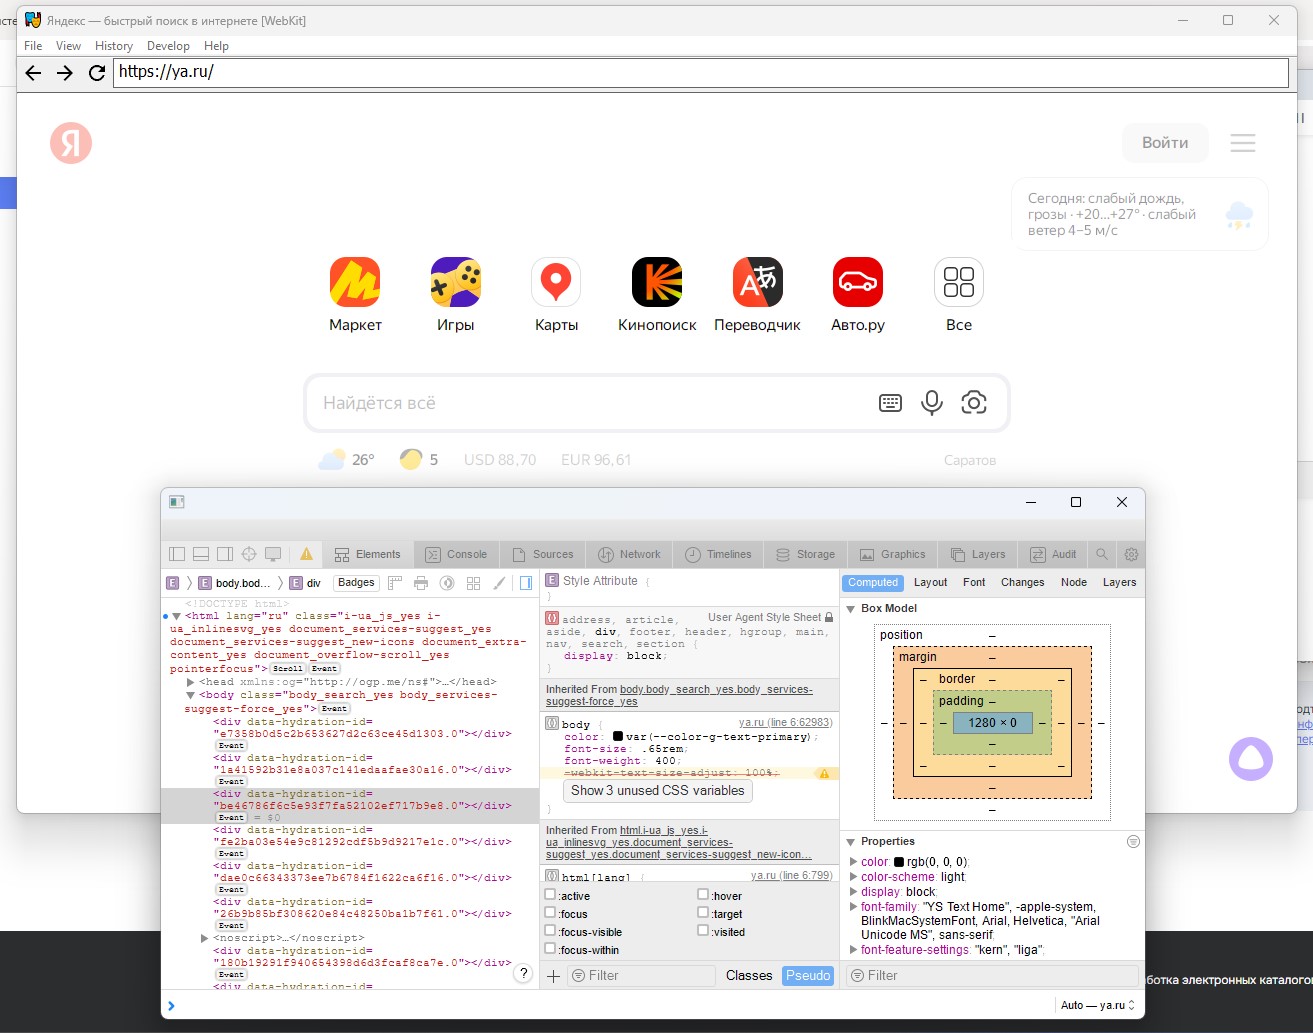 Яндекс — быстрый поиск в интернете [WebKit]
File View History Develop Help
https://ya.ru/
Я
Войти
Сегодня: слабый дождь,
грозы · +20…+27° · слабый
ветер 4–5 м/с
Маркет Игры Карты Кинопоиск Переводчик Авто.ру Все
Найдётся всё
26° 5 USD 88,70 EUR 96,61 Саратов
Elements Console Sources Network Timelines Storage Graphics Layers Audit
E E body.bod... E div Badges
<!DOCTYPE html>
<html lang="ru" class="i-ua_js_yes i-
ua_inlinesvg_yes document_services-suggest_yes
document_services-suggest_new-icons document_extra-
content_yes document_overflow-scroll_yes
pointerfocus"> Scroll Event
<head xmlns:og="http://ogp.me/ns#">…</head>
<body class="body_search_yes body_services-
suggest-force_yes"> Event
<div data-hydration-id=
"e7358b0d5c2b653627d2c63ce45d1303.0"></div>
Event
<div data-hydration-id=
"1a41592b31e8a037c141edaafae30a16.0"></div>
Event
<div data-hydration-id=
"be46786f6c5e93f7fa52102ef717b9e8.0"></div>
Event = $0
<div data-hydration-id=
"fe2ba03e54e9c81292cdf5b9d9217e1c.0"></div>
Event
<div data-hydration-id=
"dae0c66343373ee7b6784f1622ca6f16.0"></div>
Event
<div data-hydration-id=
"26b9b85bf308620e84c48250ba1b7f61.0"></div>
Event
<noscript>…</noscript>
<div data-hydration-id=
"180b19291f940654398d6d3fcaf8ca7e.0"></div>
Event
<div data-hydration-id=
?
E Style Attribute {
}
address, article, User Agent Style Sheet
aside, div, footer, header, hgroup, main,
nav, search, section {
display: block;
}
Inherited From body.body_search_yes.body_services-
suggest-force_yes
body { ya.ru (line 6:62983)
color: var(--color-g-text-primary);
font-size: .65rem;
font-weight: 400;
-webkit-text-size-adjust: 100%;
Show 3 unused CSS variables
}
Inherited From html.i-ua_js_yes.i-
ua_inlinesvg_yes.document_services-
suggest_yes.document_services-suggest_new-icon…
html[lang] { ya.ru (line 6:799)
:active :hover
:focus :target
:focus-visible :visited
:focus-within
Filter Classes Pseudo
Computed Layout Font Changes Node Layers
Box Model
position –
margin –
border –
padding –
1280 × 0
Properties
color: rgb(0, 0, 0);
color-scheme: light;
display: block;
font-family: "YS Text Home", -apple-system,
BlinkMacSystemFont, Arial, Helvetica, "Arial
Unicode MS", sans-serif;
font-feature-settings: "kern", "liga";
Filter
Auto — ya.ru
ботка электронных каталогов